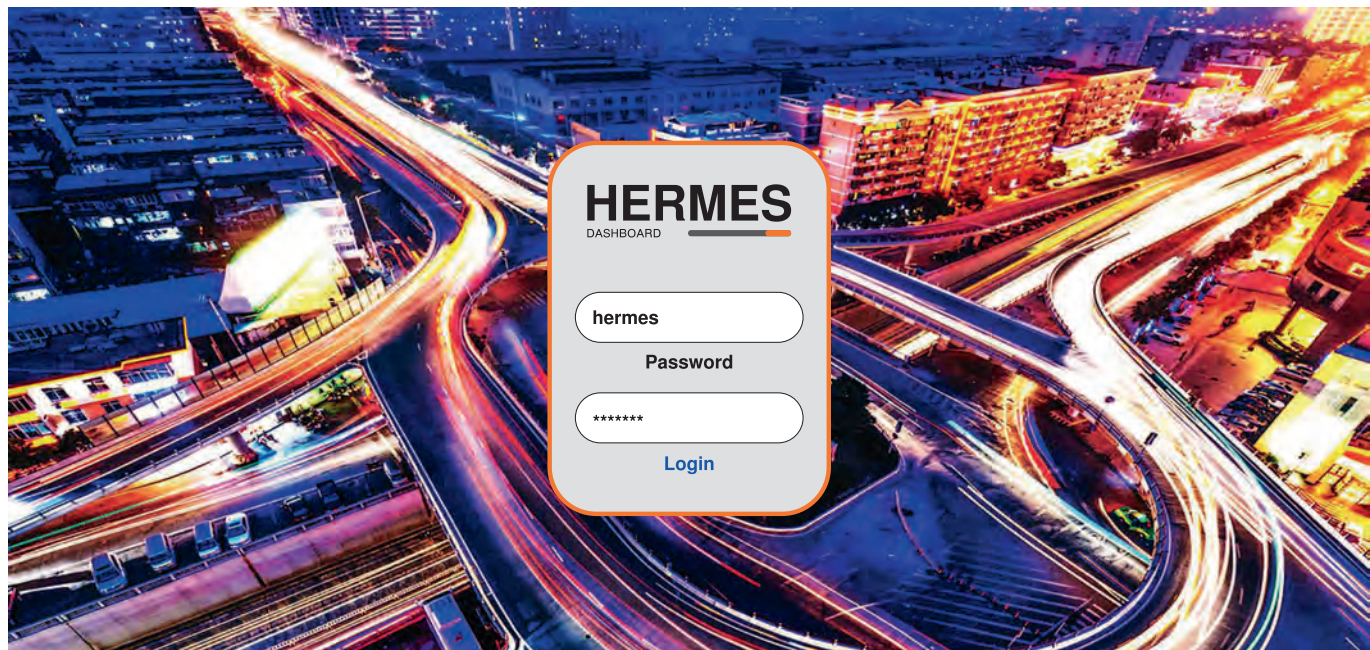 HERMES
DASHBOARD
hermes
Password
*******
Login